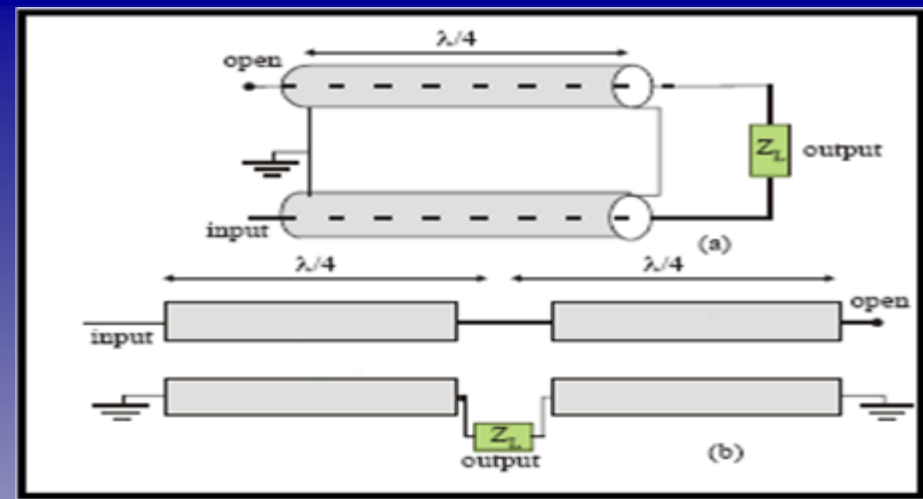 λ/4
open
Z_L output
input
(a)
λ/4 λ/4
open
input
Z_L
output
(b)